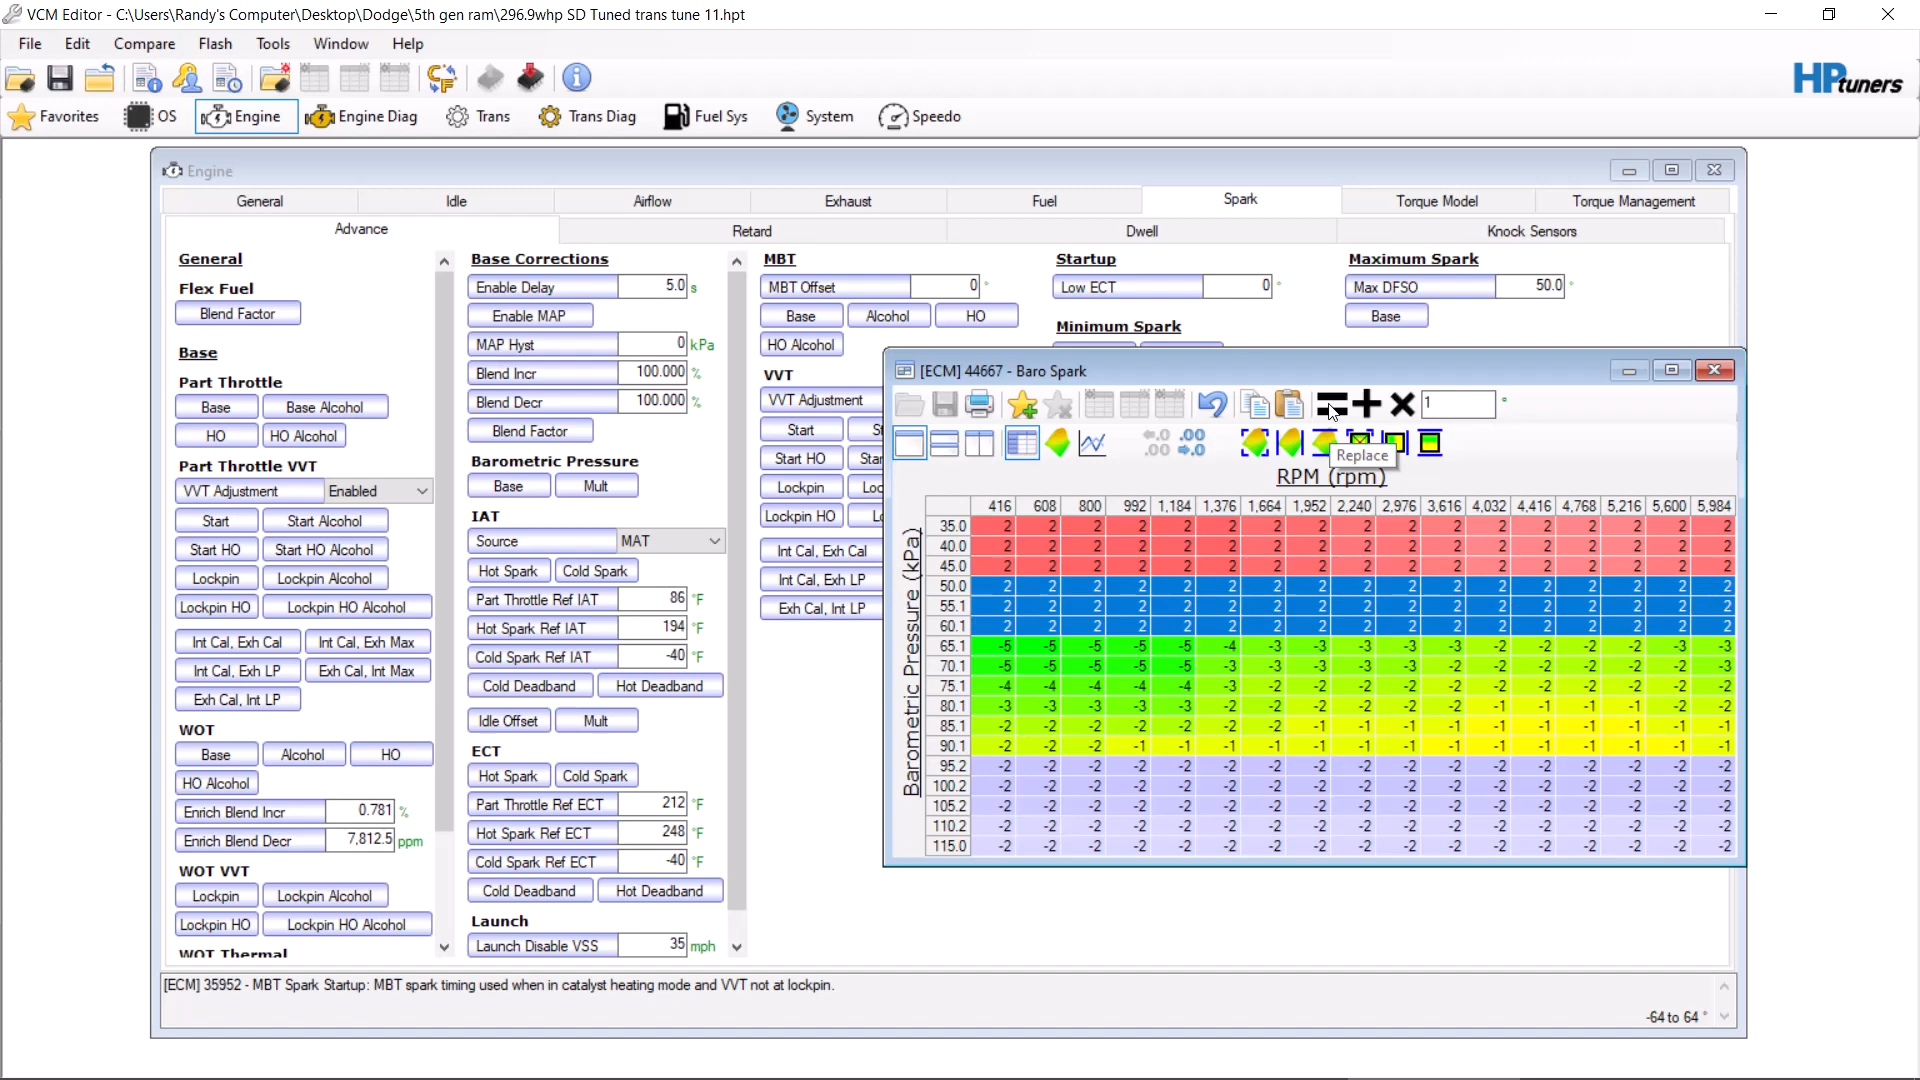 VCM Editor - C:\Users\Randy's Computer\Desktop\Dodge\5th gen ram\296.9whp SD Tuned trans tune 11.hpt
File Edit Compare Flash Tools Window Help
HPtuners
Favorites OS Engine Engine Diag Trans Trans Diag Fuel Sys System Speedo
Engine
General Idle Airflow Exhaust Fuel Spark Torque Model Torque Management
Advance Retard Dwell Knock Sensors
General
Flex Fuel
Blend Factor
Base
Part Throttle
Base Base Alcohol
HO HO Alcohol
Part Throttle VVT
VVT Adjustment Enabled
Start Start Alcohol
Start HO Start HO Alcohol
Lockpin Lockpin Alcohol
Lockpin HO Lockpin HO Alcohol
Int Cal, Exh Cal Int Cal, Exh Max
Int Cal, Exh LP Exh Cal, Int Max
Exh Cal, Int LP
WOT
Base Alcohol HO
HO Alcohol
Enrich Blend Incr 0.781 %
Enrich Blend Decr 7,812.5 ppm
WOT VVT
Lockpin Lockpin Alcohol
Lockpin HO Lockpin HO Alcohol
WOT Thermal
Base Corrections
Enable Delay 5.0 s
Enable MAP
MAP Hyst 0 kPa
Blend Incr 100.000 %
Blend Decr 100.000 %
Blend Factor
Barometric Pressure
Base Mult
IAT
Source MAT
Hot Spark Cold Spark
Part Throttle Ref IAT 86 °F
Hot Spark Ref IAT 194 °F
Cold Spark Ref IAT -40 °F
Cold Deadband Hot Deadband
Idle Offset Mult
ECT
Hot Spark Cold Spark
Part Throttle Ref ECT 212 °F
Hot Spark Ref ECT 248 °F
Cold Spark Ref ECT -40 °F
Cold Deadband Hot Deadband
Launch
Launch Disable VSS 35 mph
MBT
MBT Offset 0 °
Base Alcohol HO
HO Alcohol
VVT
VVT Adjustment
Start
Start HO
Lockpin
Lockpin HO
Int Cal, Exh Cal
Int Cal, Exh LP
Exh Cal, Int LP
Startup
Low ECT 0 °
Minimum Spark
Maximum Spark
Max DFSO 50.0 °
Base
[ECM] 44667 - Baro Spark
1 °
Replace
RPM (rpm)
Barometric Pressure (kPa)
416 608 800 992 1,184 1,376 1,664 1,952 2,240 2,976 3,616 4,032 4,416 4,768 5,216 5,600 5,984
35.0 2 2 2 2 2 2 2 2 2 2 2 2 2 2 2 2 2
40.0 2 2 2 2 2 2 2 2 2 2 2 2 2 2 2 2 2
45.0 2 2 2 2 2 2 2 2 2 2 2 2 2 2 2 2 2
50.0 2 2 2 2 2 2 2 2 2 2 2 2 2 2 2 2 2
55.1 2 2 2 2 2 2 2 2 2 2 2 2 2 2 2 2 2
60.1 2 2 2 2 2 2 2 2 2 2 2 2 2 2 2 2 2
65.1 -5 -5 -5 -5 -5 -4 -3 -3 -3 -3 -3 -2 -2 -2 -2 -3 -3
70.1 -5 -5 -5 -5 -5 -3 -3 -3 -3 -3 -2 -2 -2 -2 -2 -2 -3
75.1 -4 -4 -4 -4 -4 -3 -2 -2 -2 -2 -2 -2 -2 -2 -2 -2 -2
80.1 -3 -3 -3 -3 -3 -2 -2 -2 -2 -2 -2 -1 -1 -1 -1 -2 -2
85.1 -2 -2 -2 -2 -2 -2 -2 -1 -1 -1 -1 -1 -1 -1 -1 -1 -1
90.1 -2 -2 -2 -1 -1 -1 -1 -1 -1 -1 -1 -1 -1 -1 -1 -1 -1
95.2 -2 -2 -2 -2 -2 -2 -2 -2 -2 -2 -2 -2 -2 -2 -2 -2 -2
100.2 -2 -2 -2 -2 -2 -2 -2 -2 -2 -2 -2 -2 -2 -2 -2 -2 -2
105.2 -2 -2 -2 -2 -2 -2 -2 -2 -2 -2 -2 -2 -2 -2 -2 -2 -2
110.2 -2 -2 -2 -2 -2 -2 -2 -2 -2 -2 -2 -2 -2 -2 -2 -2 -2
115.0 -2 -2 -2 -2 -2 -2 -2 -2 -2 -2 -2 -2 -2 -2 -2 -2 -2
[ECM] 35952 - MBT Spark Startup: MBT spark timing used when in catalyst heating mode and VVT not at lockpin.
-64 to 64 °